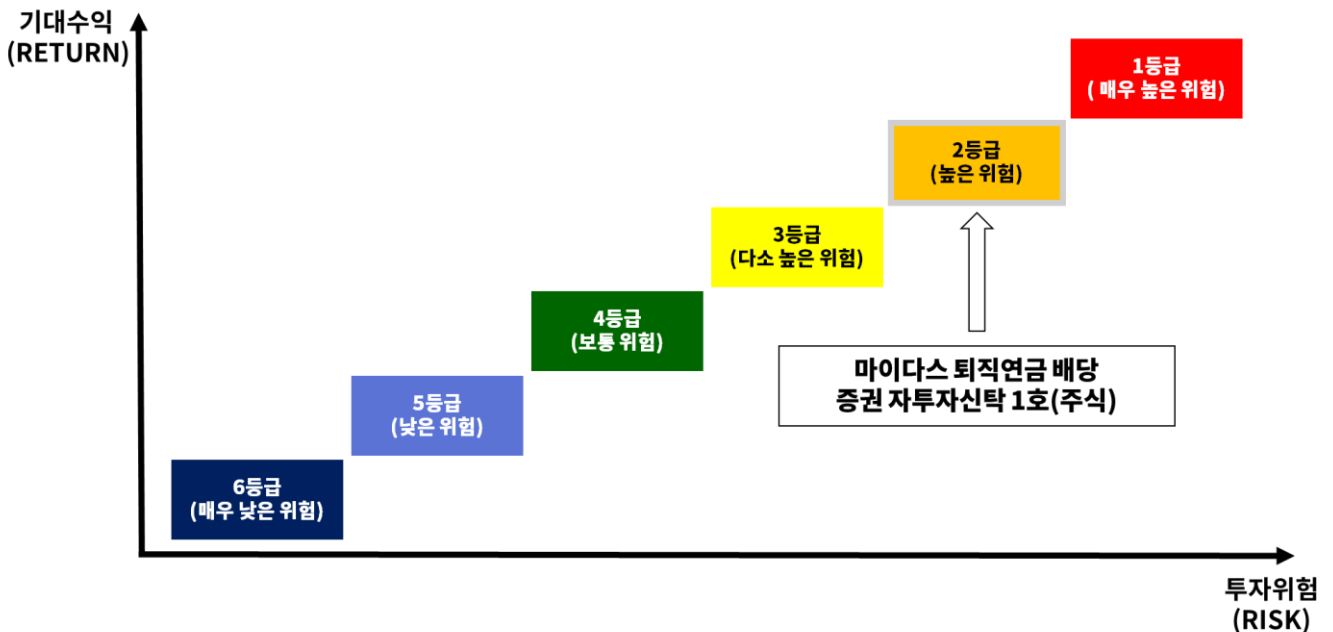 기대수익
(RETURN)
1등급
( 매우 높은 위험)
2등급
(높은 위험)
3등급
(다소 높은 위험)
4등급
(보통 위험)
마이다스 퇴직연금 배당
증권 자투자신탁 1호(주식)
5등급
(낮은 위험)
6등급
(매우 낮은 위험)
투자위험
(RISK)